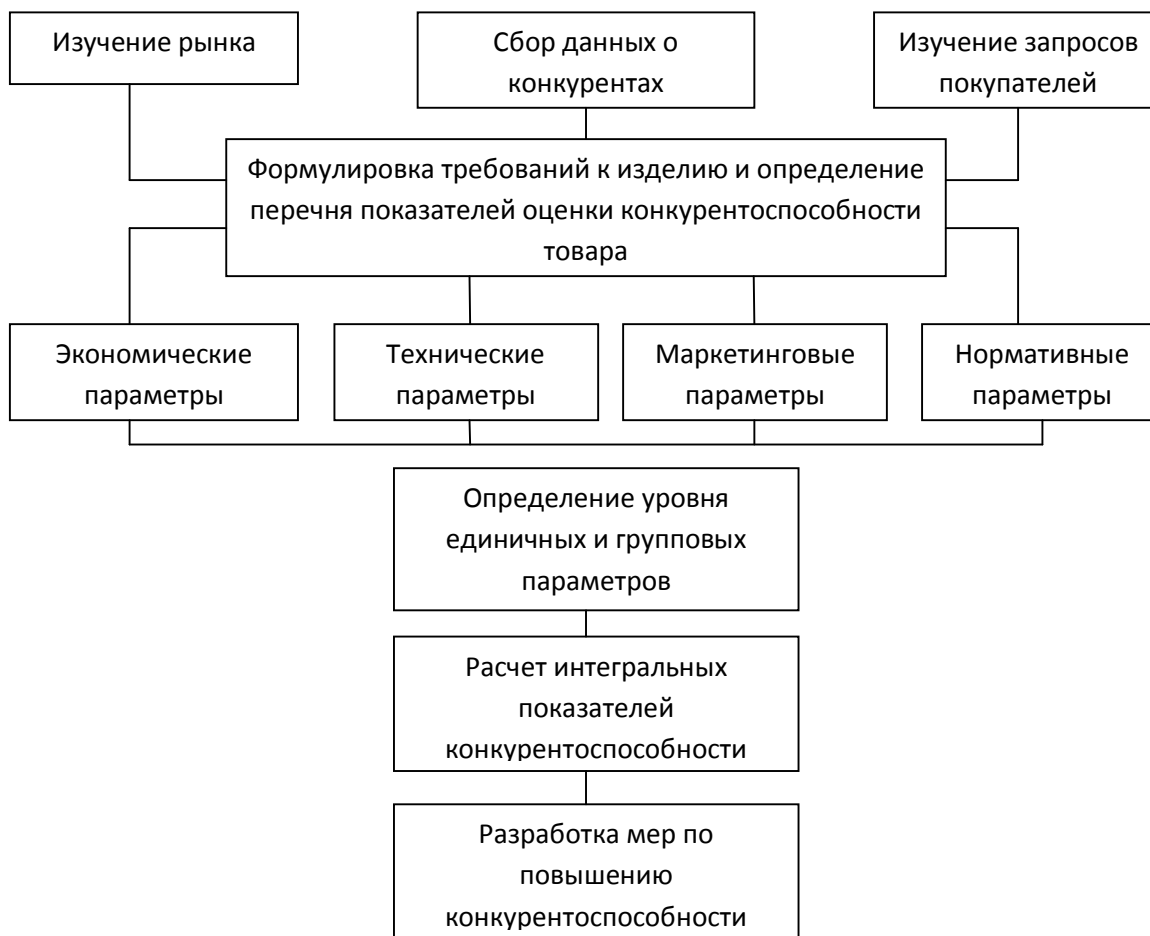 Изучение рынка
Сбор данных о
конкурентах
Изучение запросов
покупателей
Формулировка требований к изделию и определение
перечня показателей оценки конкурентоспособности
товара
Экономические
параметры
Технические
параметры
Маркетинговые
параметры
Нормативные
параметры
Определение уровня
единичных и групповых
параметров
Расчет интегральных
показателей
конкурентоспособности
Разработка мер по
повышению
конкурентоспособности